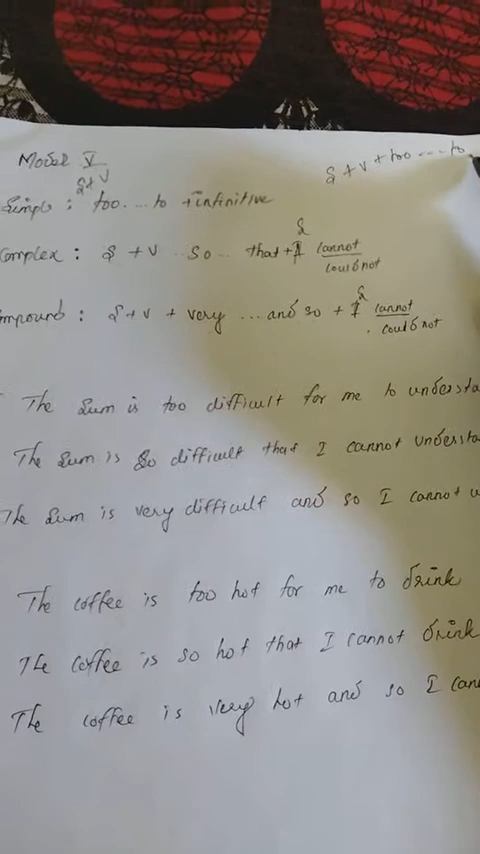 Model V
S + V + too .... to
S + V
Simple : too .... to + infinitive
S
Complex : S + V so .. that + I cannot
could not
S
Compound : S + V + very ... and so + I cannot
could not
The Sum is too difficult for me to understa
The Sum is So difficult that I cannot understa
The Sum is very difficult and so I cannot u
The coffee is too hot for me to drink
The coffee is so hot that I cannot drink
The coffee is very hot and so I can